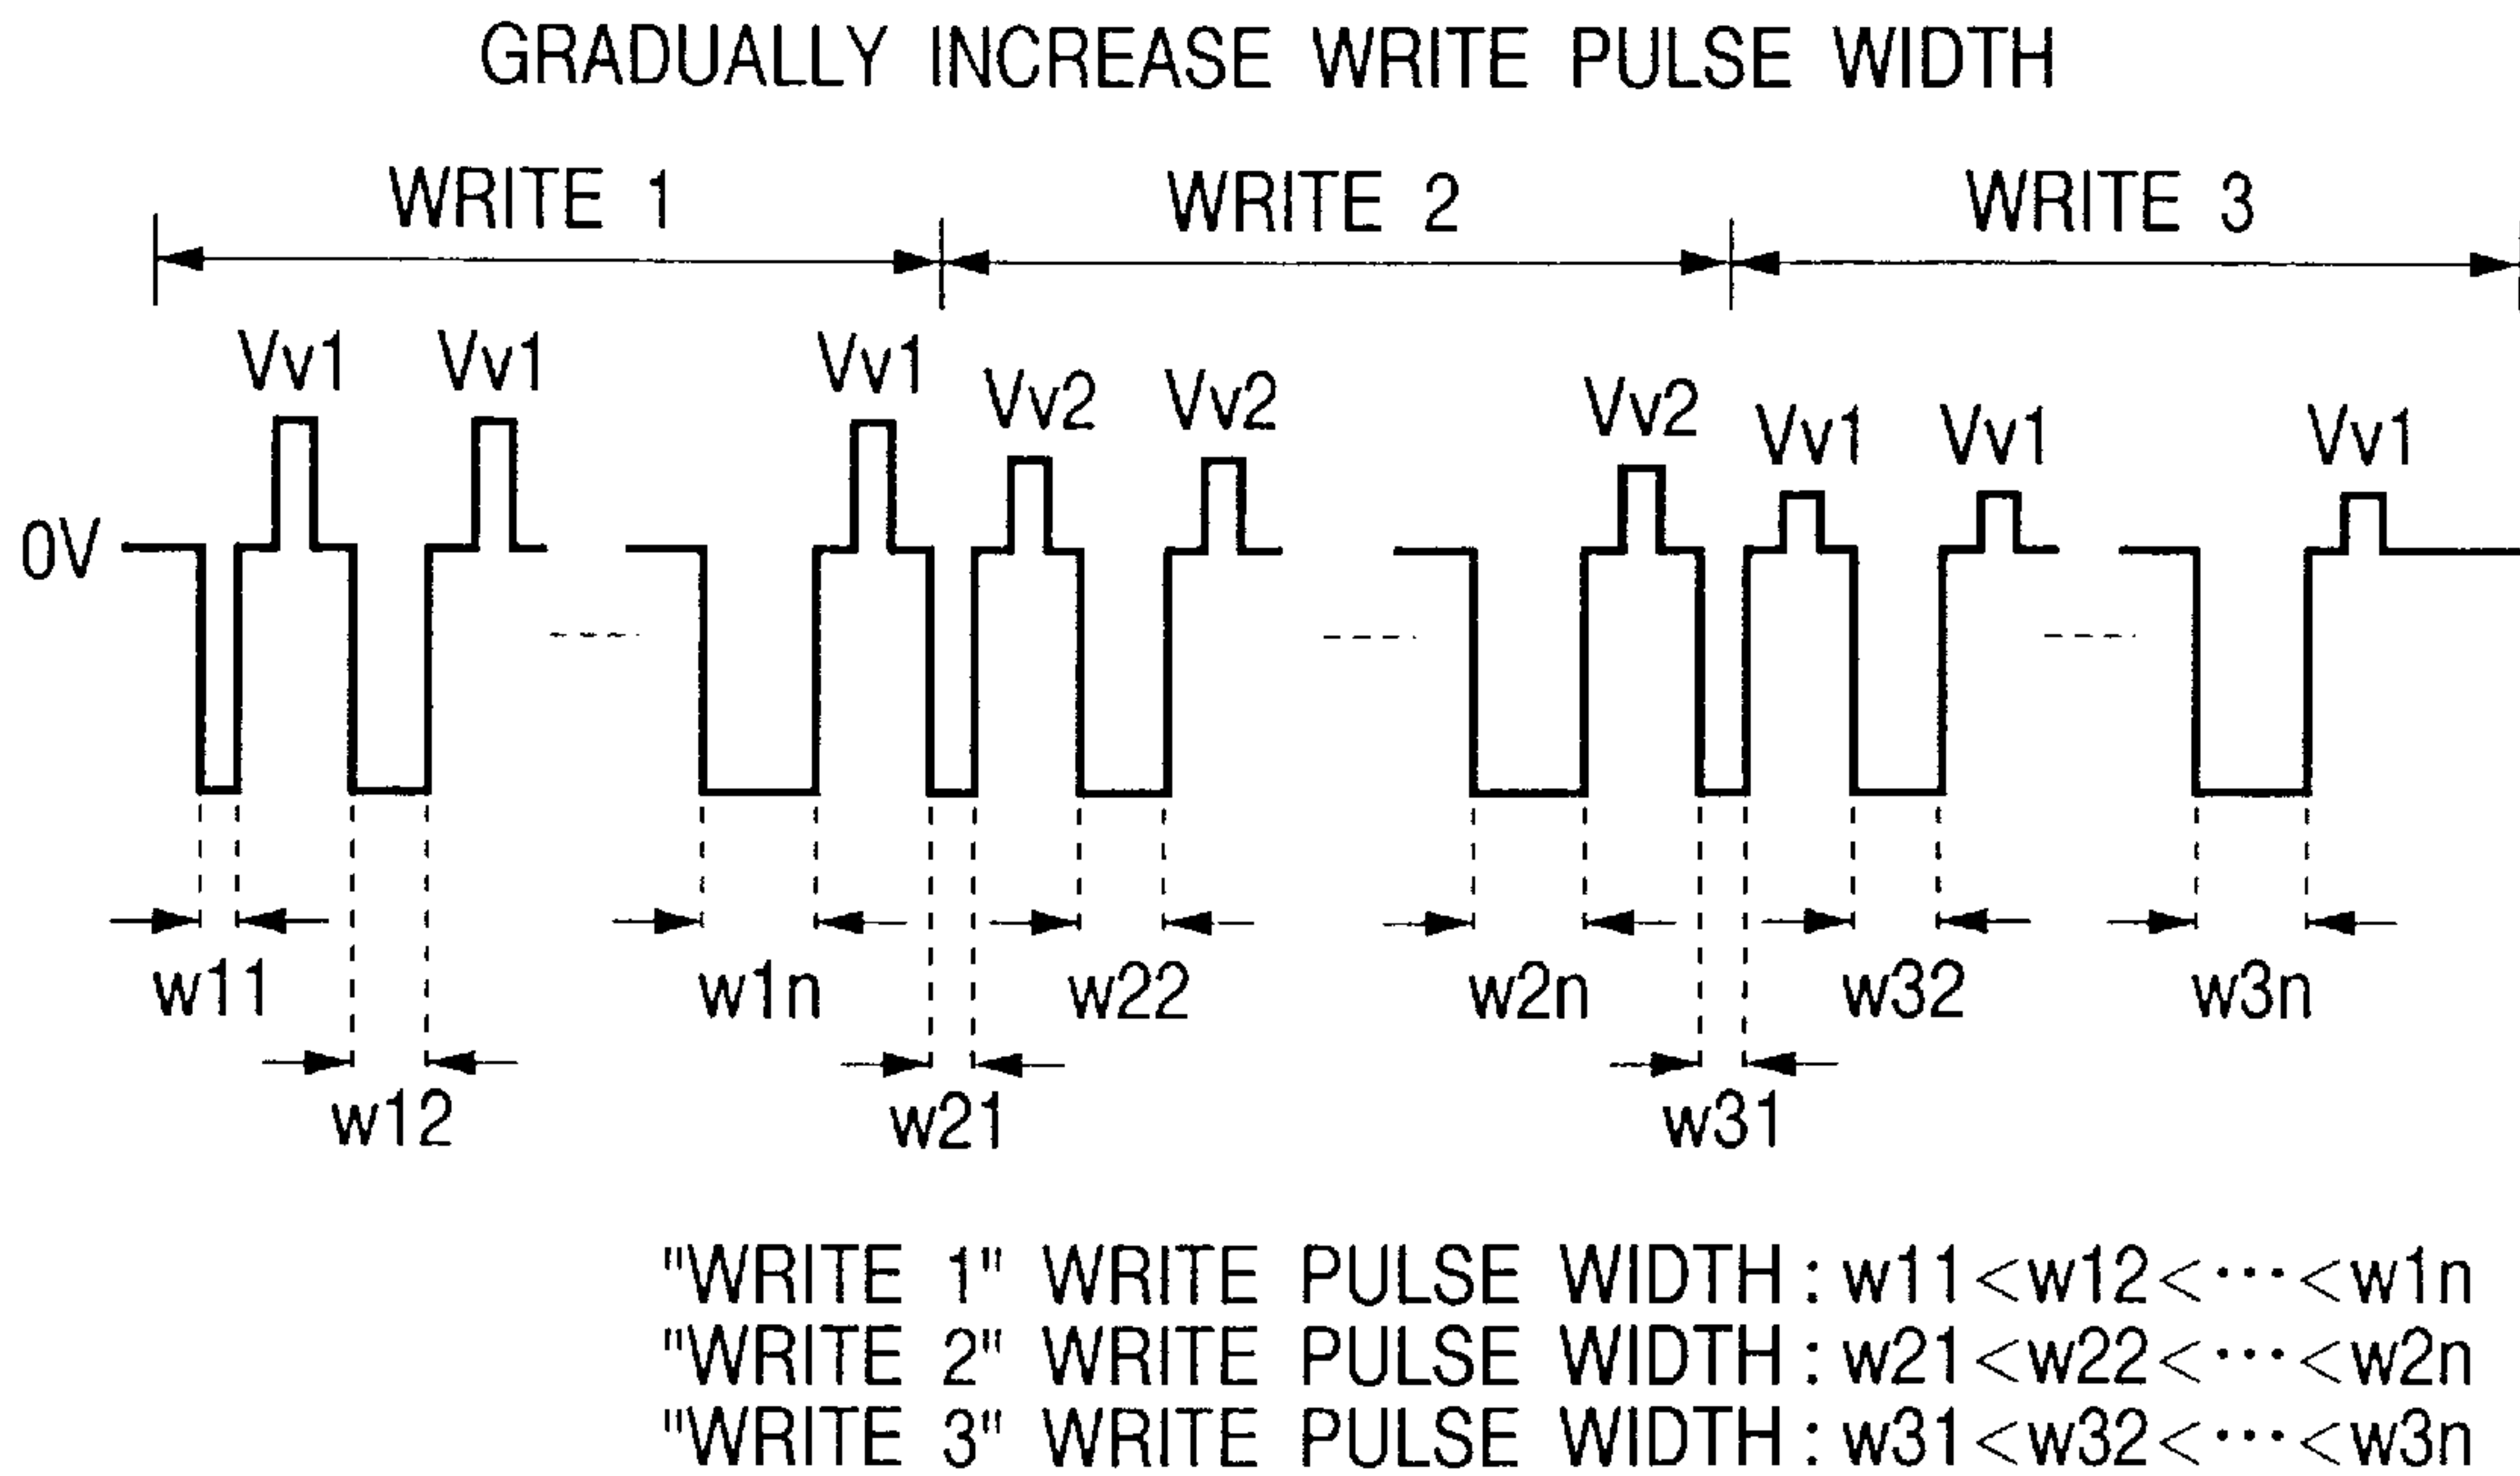 GRADUALLY INCREASE WRITE PULSE WIDTH
WRITE 1 WRITE 2 WRITE 3
Vv1 Vv1 Vv1 Vv2 Vv2 Vv2 Vv1 Vv1 Vv1
0V
w11 w1n w22 w2n w32 w3n
w12 w21 w31
"WRITE 1" WRITE PULSE WIDTH : w11<w12<···<w1n
"WRITE 2" WRITE PULSE WIDTH : w21<w22<···<w2n
"WRITE 3" WRITE PULSE WIDTH : w31<w32<···<w3n